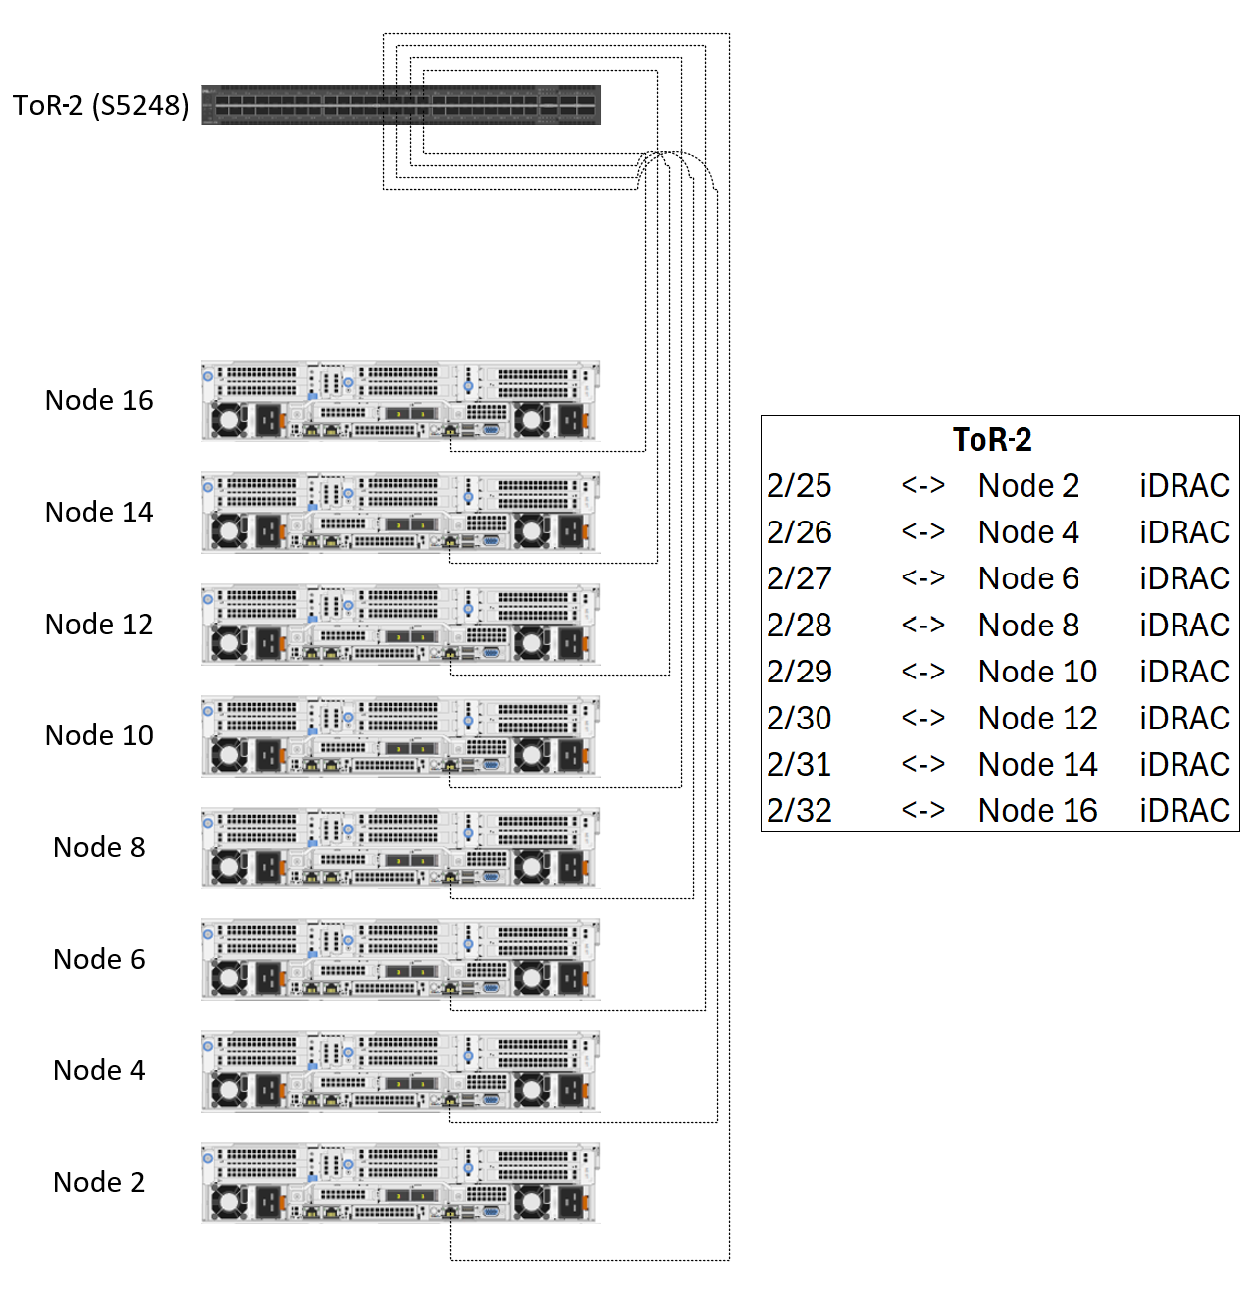 ToR-2 (S5248)
Node 16
Node 14
Node 12
Node 10
Node 8
Node 6
Node 4
Node 2
ToR-2
2/25 <-> Node 2 iDRAC
2/26 <-> Node 4 iDRAC
2/27 <-> Node 6 iDRAC
2/28 <-> Node 8 iDRAC
2/29 <-> Node 10 iDRAC
2/30 <-> Node 12 iDRAC
2/31 <-> Node 14 iDRAC
2/32 <-> Node 16 iDRAC